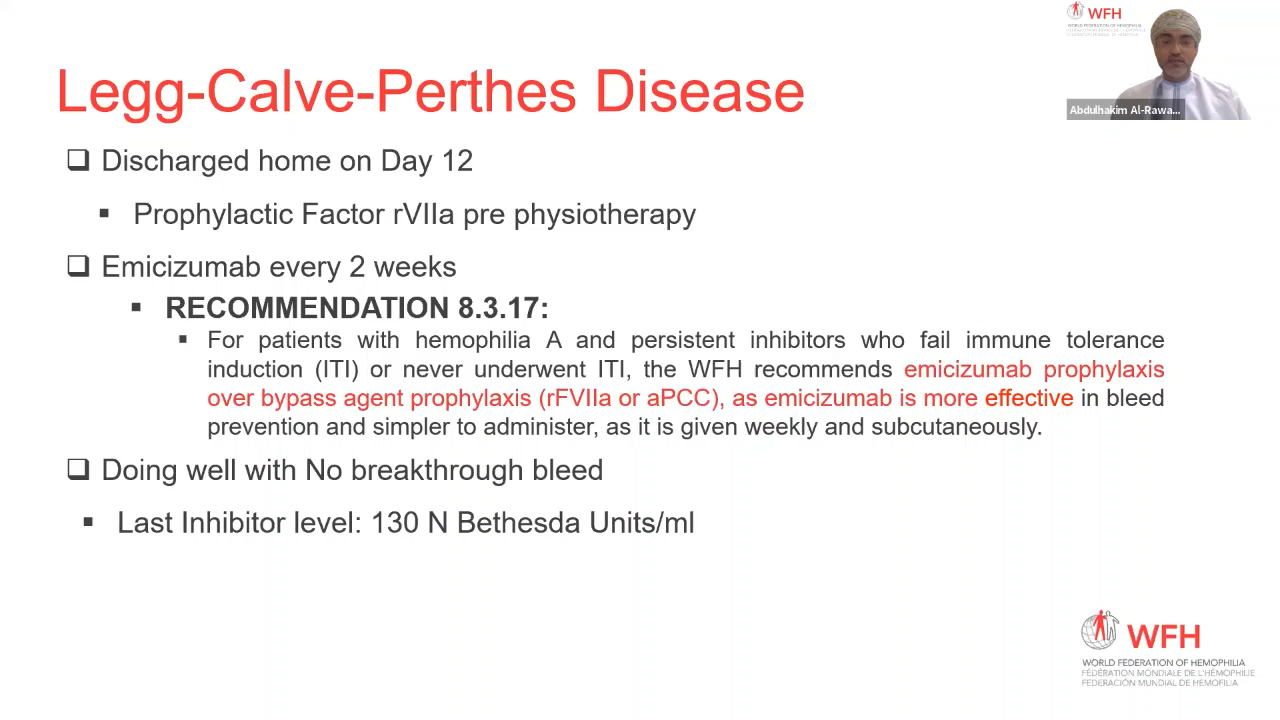 WFH
WORLD FEDERATION OF HEMOPHILIA
Abdulhakim Al-Rawa...
Legg-Calve-Perthes Disease
❑ Discharged home on Day 12
▪ Prophylactic Factor rVIIa pre physiotherapy
❑ Emicizumab every 2 weeks
▪ RECOMMENDATION 8.3.17:
▪ For patients with hemophilia A and persistent inhibitors who fail immune tolerance
induction (ITI) or never underwent ITI, the WFH recommends emicizumab prophylaxis
over bypass agent prophylaxis (rFVIIa or aPCC), as emicizumab is more effective in bleed
prevention and simpler to administer, as it is given weekly and subcutaneously.
❑ Doing well with No breakthrough bleed
▪ Last Inhibitor level: 130 N Bethesda Units/ml
WFH
WORLD FEDERATION OF HEMOPHILIA
FÉDÉRATION MONDIALE DE L'HÉMOPHILIE
FEDERACIÓN MUNDIAL DE HEMOFILIA